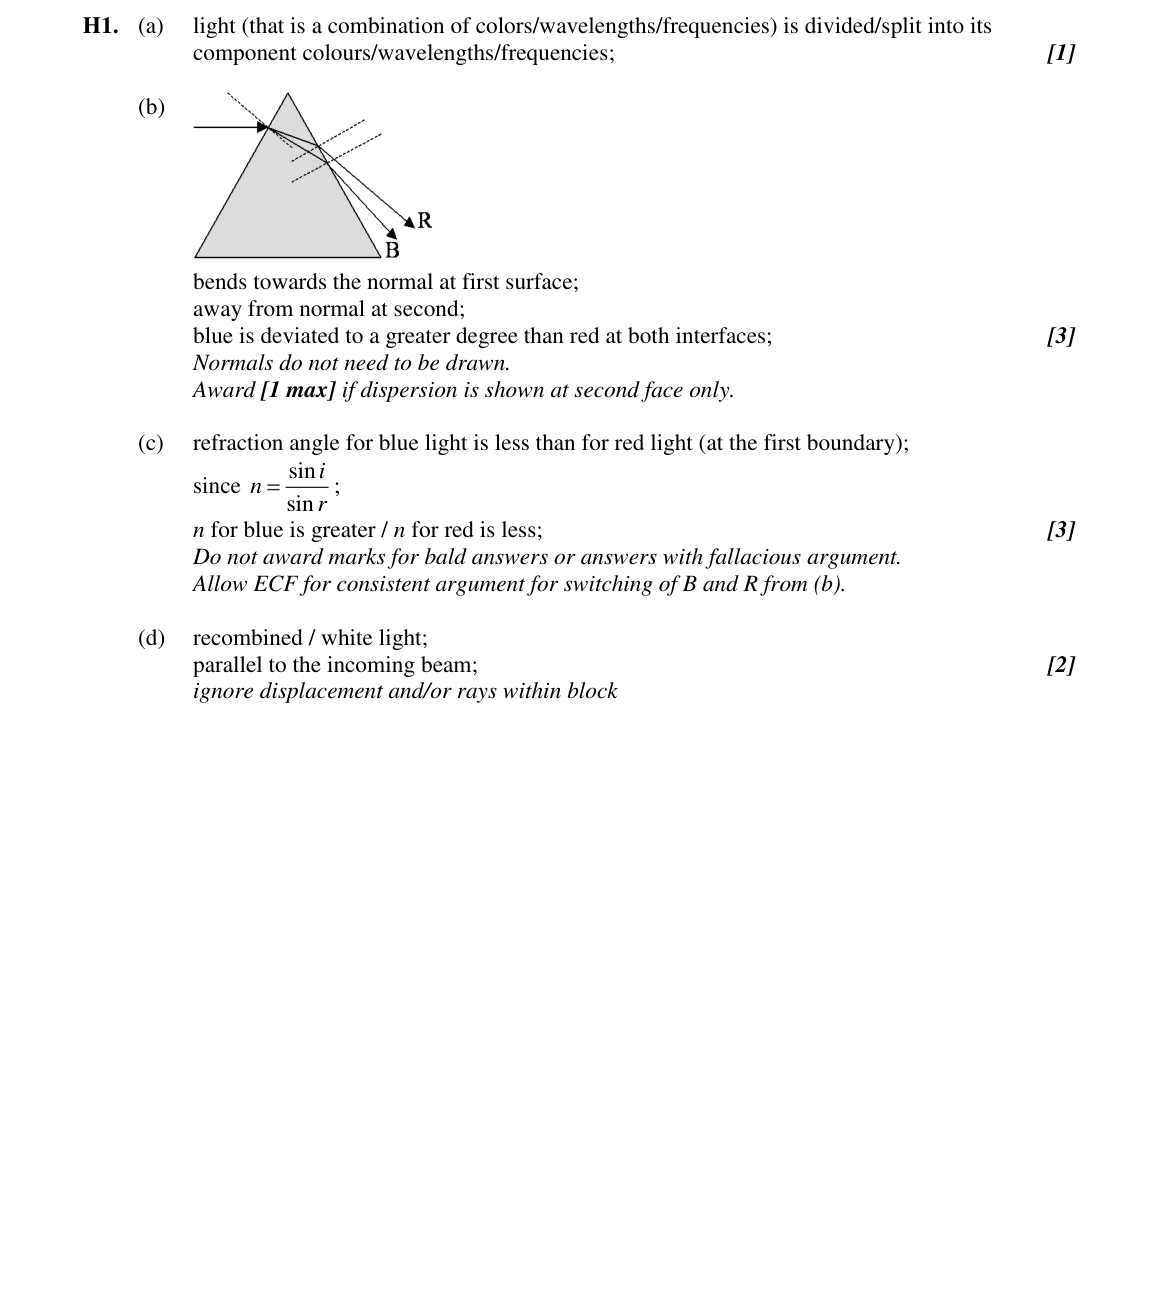 H1. (a) light (that is a combination of colors/wavelengths/frequencies) is divided/split into its
component colours/wavelengths/frequencies; [1]
(b)
R
B
bends towards the normal at first surface;
away from normal at second;
blue is deviated to a greater degree than red at both interfaces; [3]
Normals do not need to be drawn.
Award [1 max] if dispersion is shown at second face only.
(c) refraction angle for blue light is less than for red light (at the first boundary);
since n = sin i / sin r ;
n for blue is greater / n for red is less; [3]
Do not award marks for bald answers or answers with fallacious argument.
Allow ECF for consistent argument for switching of B and R from (b).
(d) recombined / white light;
parallel to the incoming beam; [2]
ignore displacement and/or rays within block